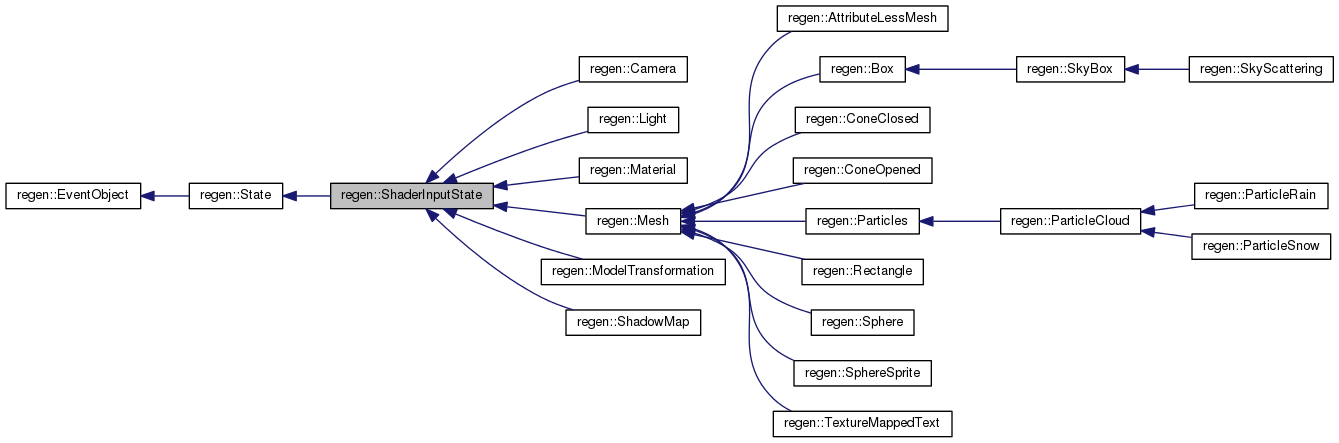 regen::EventObject
regen::State
regen::ShaderInputState
regen::Camera
regen::Light
regen::Material
regen::Mesh
regen::ModelTransformation
regen::ShadowMap
regen::AttributeLessMesh
regen::Box
regen::ConeClosed
regen::ConeOpened
regen::Particles
regen::Rectangle
regen::Sphere
regen::SphereSprite
regen::TextureMappedText
regen::SkyBox
regen::ParticleCloud
regen::SkyScattering
regen::ParticleRain
regen::ParticleSnow